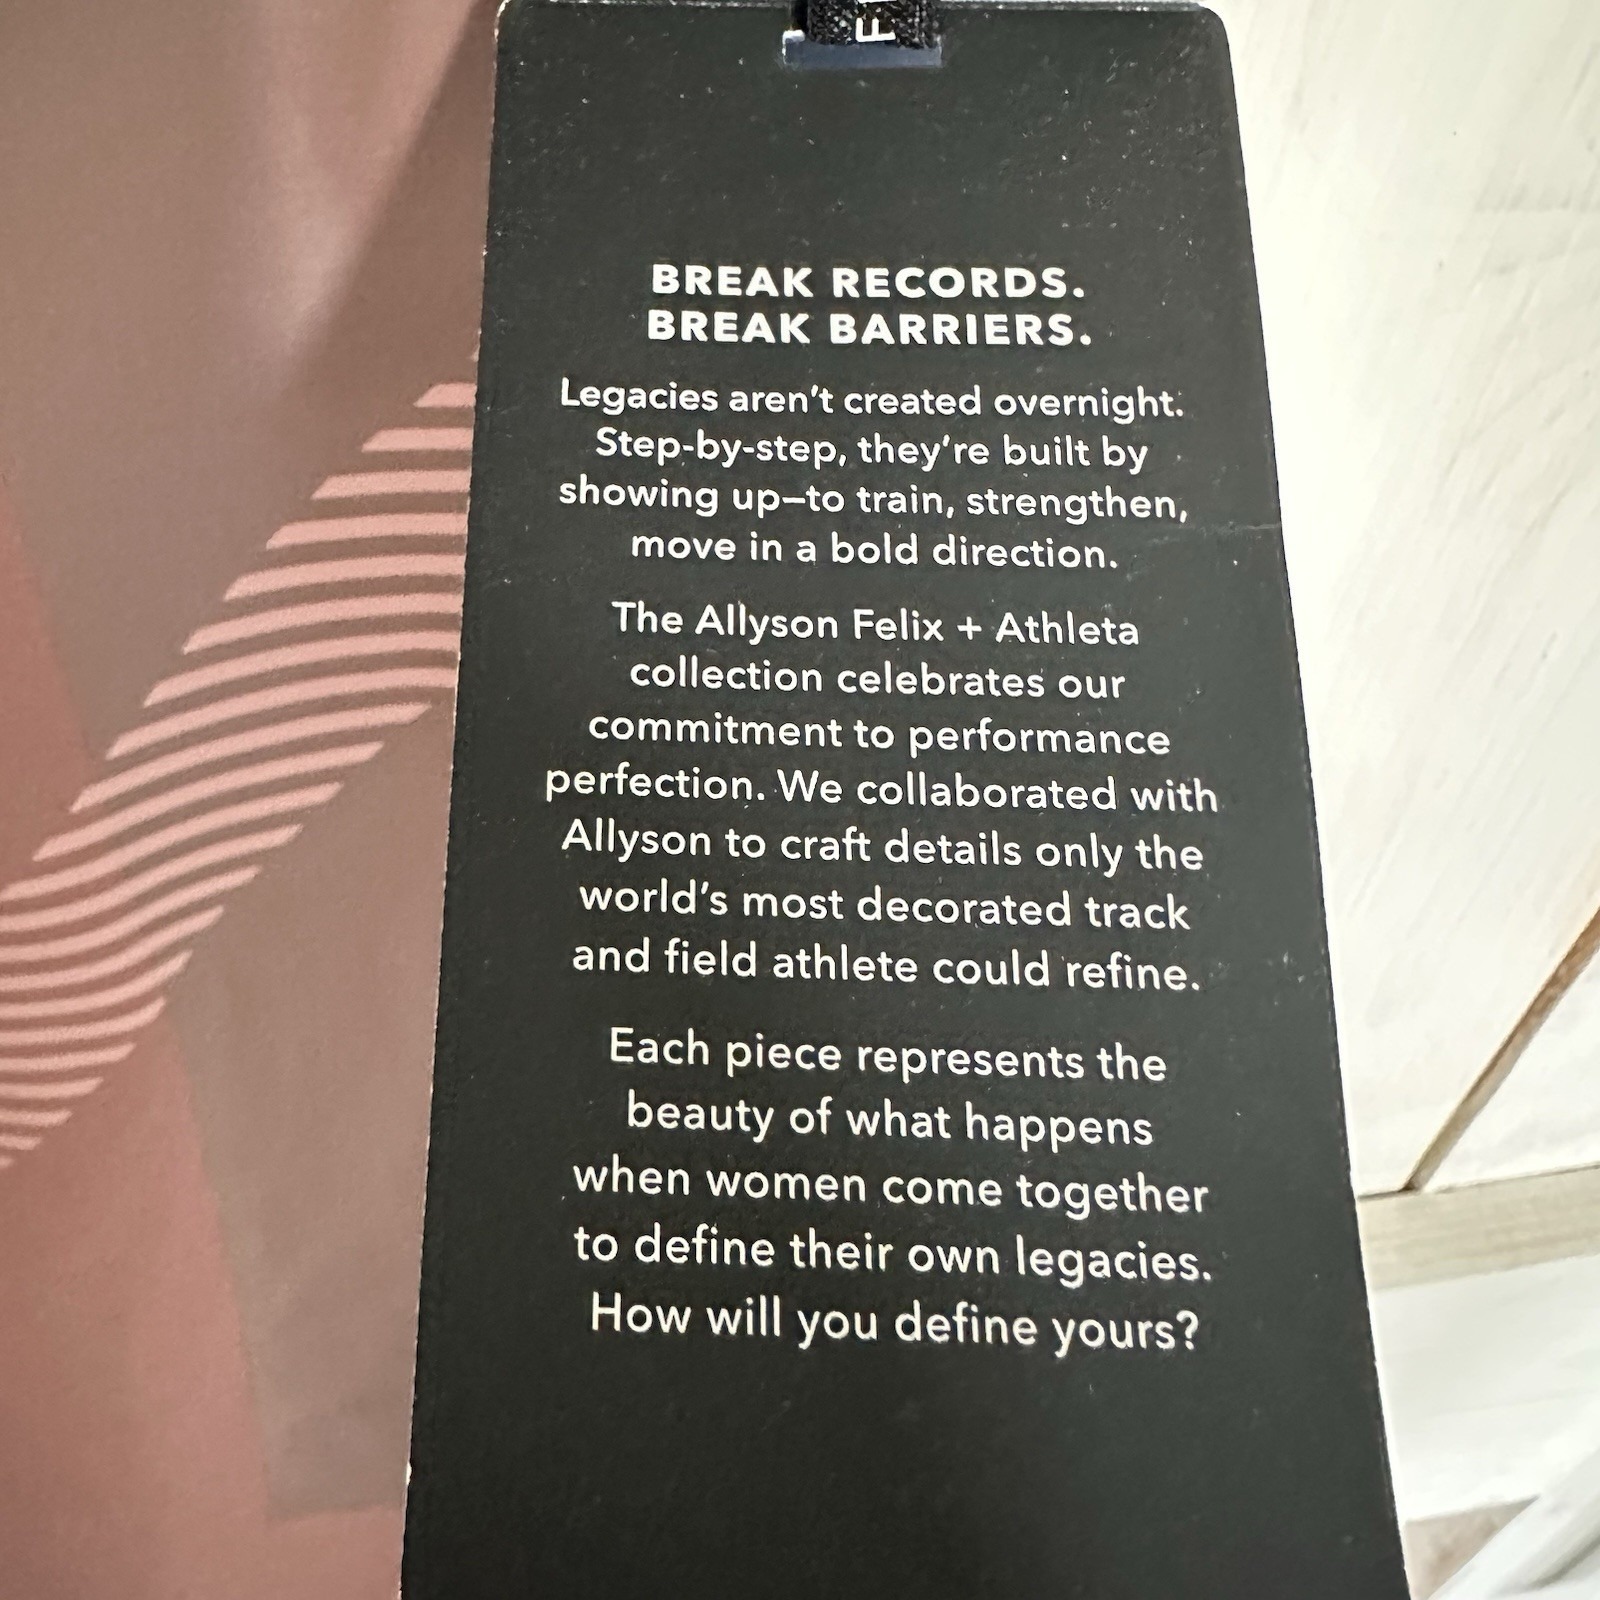 F
BREAK RECORDS.
BREAK BARRIERS.
Legacies aren't created overnight.
Step-by-step, they're built by
showing up–to train, strengthen,
move in a bold direction.
The Allyson Felix + Athleta
collection celebrates our
commitment to performance
perfection. We collaborated with
Allyson to craft details only the
world's most decorated track
and field athlete could refine.
Each piece represents the
beauty of what happens
when women come together
to define their own legacies.
How will you define yours?